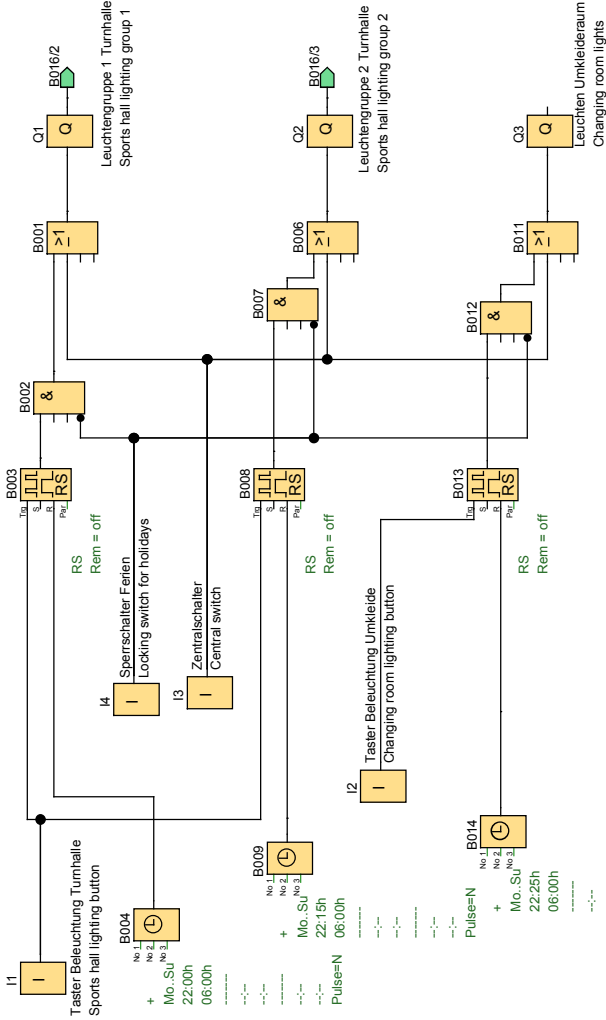 I1
I
Taster Beleuchtung Turnhalle
Sports hall lighting button
B003
Trg
S
R
Par
RS
RS
Rem = off
B002
&
B001
>1
Q1
Q
B016/2
Leuchtengruppe 1 Turnhalle
Sports hall lighting group 1
B004
No 1
No 2
No 3
+
Mo..Su
22:00h
06:00h
------
--:--
--:--
------
--:--
--:--
Pulse=N
I4
I
Sperrschalter Ferien
Locking switch for holidays
I3
I
Zentralschalter
Central switch
B008
Trg
S
R
Par
RS
RS
Rem = off
B007
&
B006
>1
Q2
Q
B016/3
Leuchtengruppe 2 Turnhalle
Sports hall lighting group 2
B009
No 1
No 2
No 3
+
Mo..Su
22:15h
06:00h
------
--:--
--:--
------
--:--
--:--
Pulse=N
I2
I
Taster Beleuchtung Umkleide
Changing room lighting button
B013
Trg
S
R
Par
RS
RS
Rem = off
B012
&
B011
>1
Q3
Q
Leuchten Umkleideraum
Changing room lights
B014
No 1
No 2
No 3
+
Mo..Su
22:25h
06:00h
------
--:--